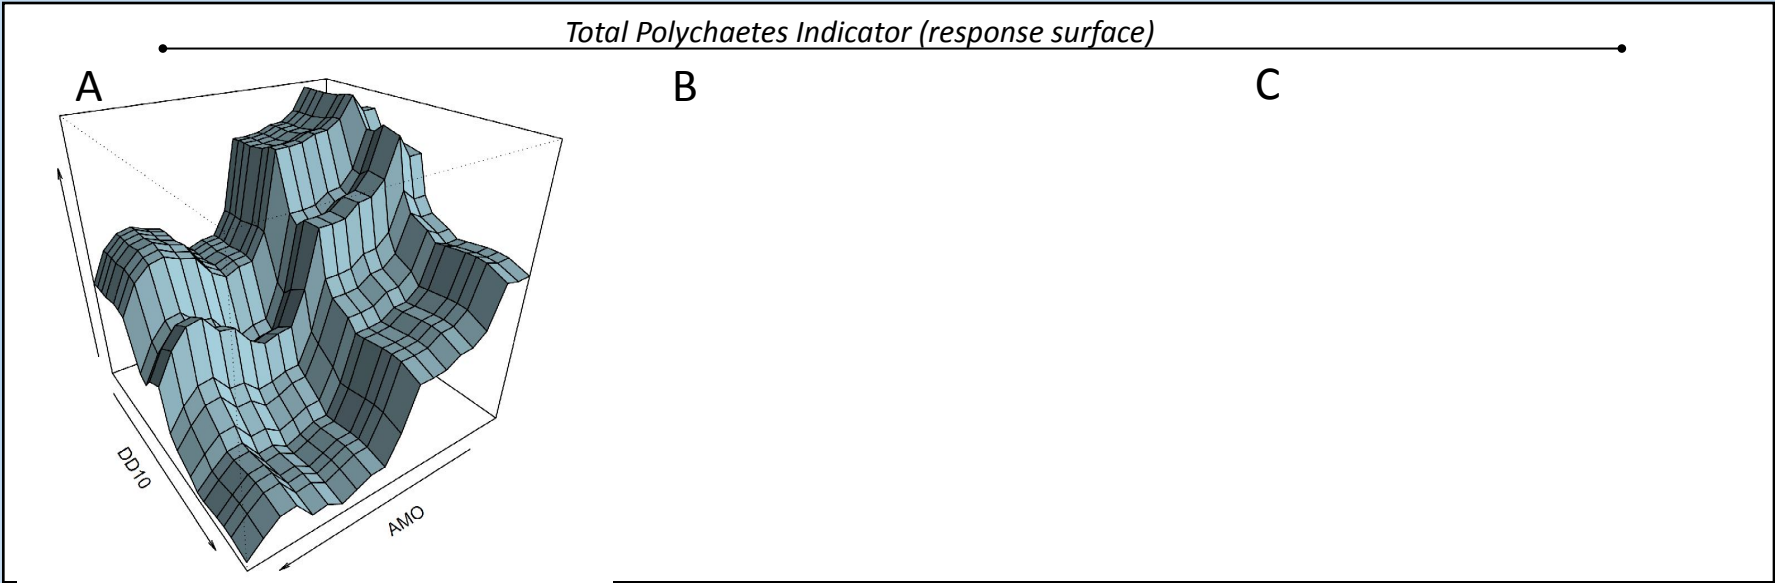 Total Polychaetes Indicator (response surface)
A
B
C
DD10
AMO